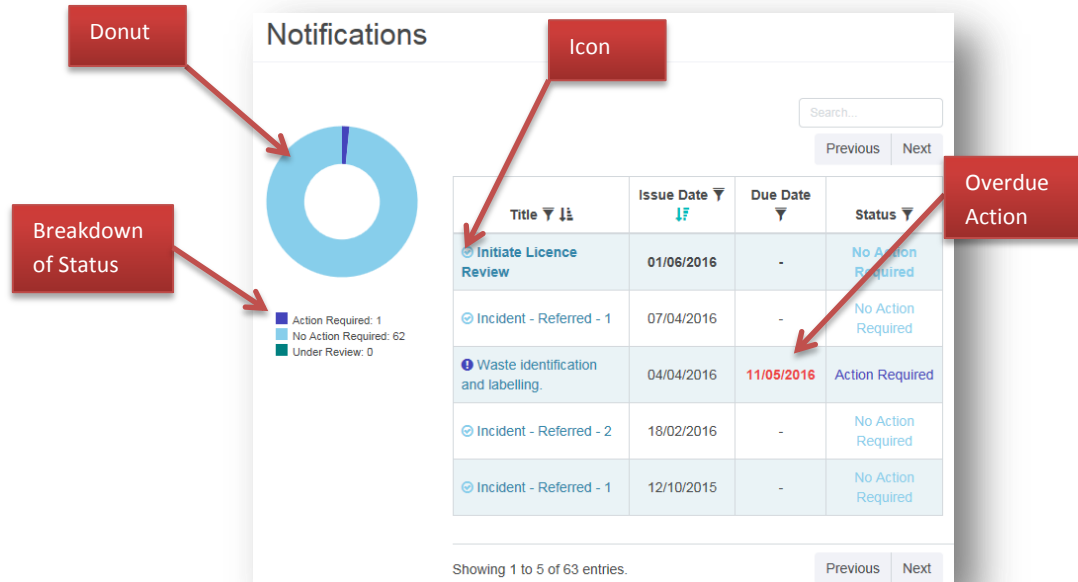 Donut
Notifications
Icon
Search...
Previous Next
Overdue
Action
Breakdown
of Status
Title
Issue Date
Due Date
Status
Initiate Licence
Review
01/06/2016
-
No Action
Required
Incident - Referred - 1
07/04/2016
-
No Action
Required
Waste identification
and labelling.
04/04/2016
11/05/2016
Action Required
Incident - Referred - 2
18/02/2016
-
No Action
Required
Incident - Referred - 1
12/10/2015
-
No Action
Required
Action Required: 1
No Action Required: 62
Under Review: 0
Showing 1 to 5 of 63 entries.
Previous Next